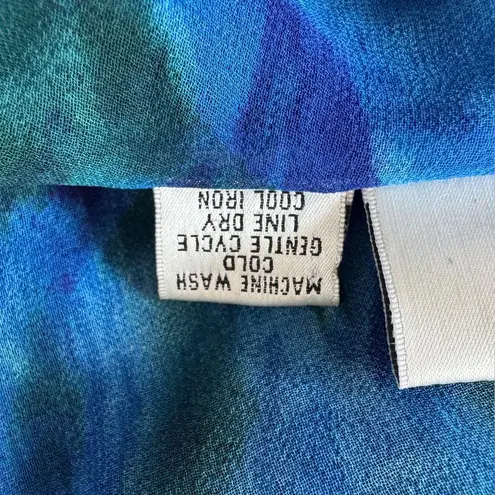 MACHINE WASH
COLD
GENTLE CYCLE
LINE DRY
COOL IRON